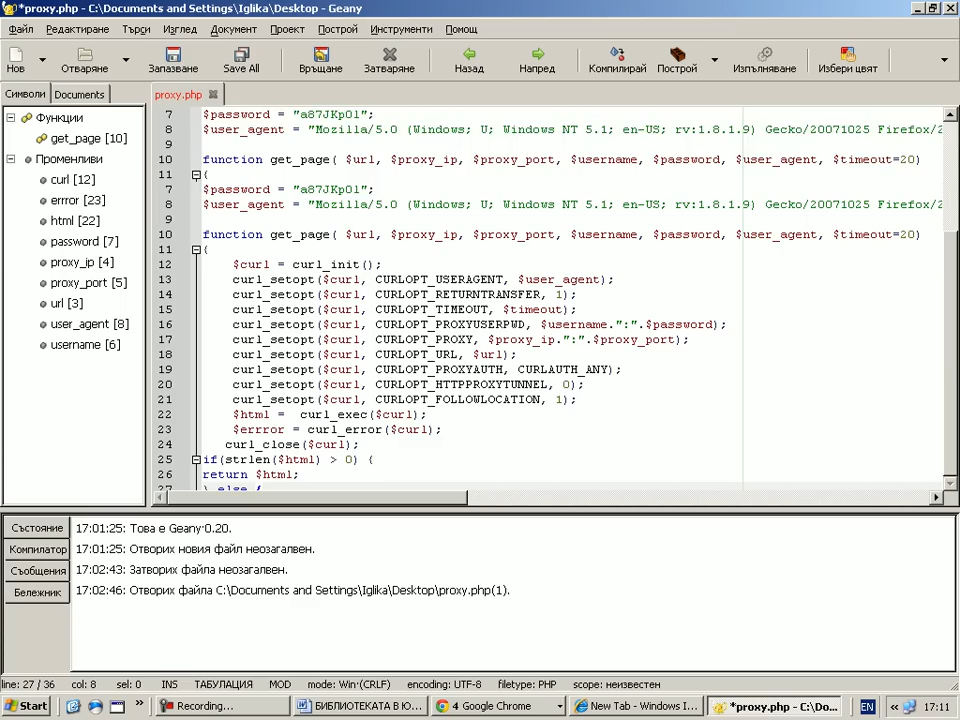 *proxy.php - C:\Documents and Settings\Iglika\Desktop - Geany
Файл Редактиране Търси Изглед Документ Проект Построй Инструменти Помощ
Нов Отваряне Запазване Save All Връщане Затваряне Назад Напред Компилирай Построй Изпълняване Избери цвят
Символи Documents proxy.php
Функции
get_page [10]
Променливи
curl [12]
errror [23]
html [22]
password [7]
proxy_ip [4]
proxy_port [5]
url [3]
user_agent [8]
username [6]
7 $password = "a87JKpOl";
8 $user_agent = "Mozilla/5.0 (Windows; U; Windows NT 5.1; en-US; rv:1.8.1.9) Gecko/20071025 Firefox/2
9
10 function get_page( $url, $proxy_ip, $proxy_port, $username, $password, $user_agent, $timeout=20)
11 {
7 $password = "a87JKpOl";
8 $user_agent = "Mozilla/5.0 (Windows; U; Windows NT 5.1; en-US; rv:1.8.1.9) Gecko/20071025 Firefox/2
9
10 function get_page( $url, $proxy_ip, $proxy_port, $username, $password, $user_agent, $timeout=20)
11 {
12 $curl = curl_init();
13 curl_setopt($curl, CURLOPT_USERAGENT, $user_agent);
14 curl_setopt($curl, CURLOPT_RETURNTRANSFER, 1);
15 curl_setopt($curl, CURLOPT_TIMEOUT, $timeout);
16 curl_setopt($curl, CURLOPT_PROXYUSERPWD, $username.":".$password);
17 curl_setopt($curl, CURLOPT_PROXY, $proxy_ip.":".$proxy_port);
18 curl_setopt($curl, CURLOPT_URL, $url);
19 curl_setopt($curl, CURLOPT_PROXYAUTH, CURLAUTH_ANY);
20 curl_setopt($curl, CURLOPT_HTTPPROXYTUNNEL, 0);
21 curl_setopt($curl, CURLOPT_FOLLOWLOCATION, 1);
22 $html = curl_exec($curl);
23 $errror = curl_error($curl);
24 curl_close($curl);
25 if(strlen($html) > 0) {
26 return $html;
27 } else {
Състояние
Компилатор
Съобщения
Бележник
17:01:25: Това е Geany 0.20.
17:01:25: Отворих новия файл неозаглавен.
17:02:43: Затворих файла неозаглавен.
17:02:46: Отворих файла C:\Documents and Settings\Iglika\Desktop\proxy.php(1).
line: 27 / 36 col: 8 sel: 0 INS ТАБУЛАЦИЯ MOD mode: Win (CRLF) encoding: UTF-8 filetype: PHP scope: неизвестен
Start Recording... БИБЛИОТЕКАТА В Ю... 4 Google Chrome New Tab - Windows I... *proxy.php - C:\Do... EN 17:11